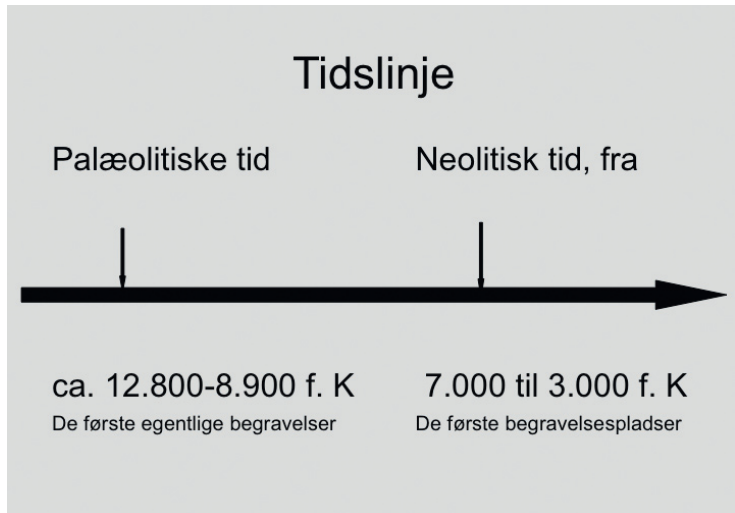 Tidslinje
Palæolitiske tid
Neolitisk tid, fra
ca. 12.800-8.900 f. K
7.000 til 3.000 f. K
De første egentlige begravelser
De første begravelsespladser